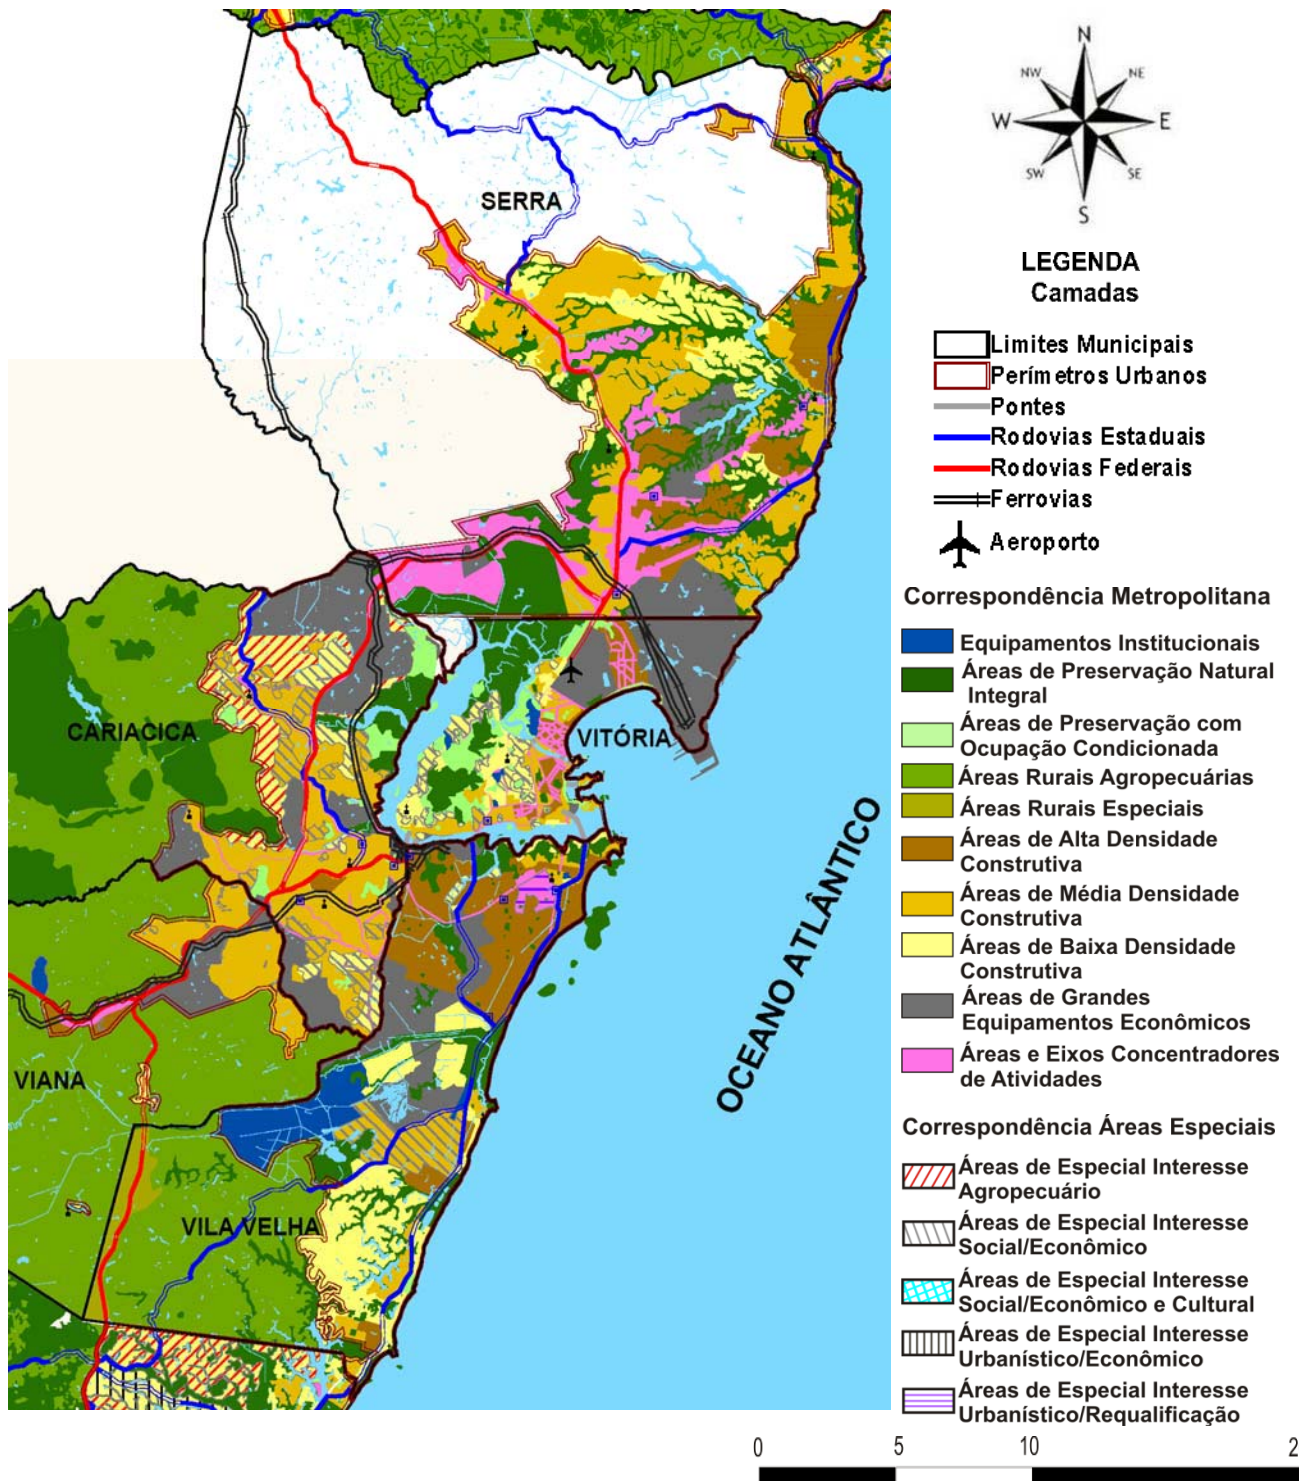 N
NW
NE
W
E
SW
SE
S
SERRA
CARIACICA
VITÓRIA
VIANA
VILA VELHA
OCEANO ATLÂNTICO
LEGENDA
Camadas
Limites Municipais
Perímetros Urbanos
Pontes
Rodovias Estaduais
Rodovias Federais
Ferrovias
Aeroporto
Correspondência Metropolitana
Equipamentos Institucionais
Áreas de Preservação Natural
Integral
Áreas de Preservação com
Ocupação Condicionada
Áreas Rurais Agropecuárias
Áreas Rurais Especiais
Áreas de Alta Densidade
Construtiva
Áreas de Média Densidade
Construtiva
Áreas de Baixa Densidade
Construtiva
Áreas de Grandes
Equipamentos Econômicos
Áreas e Eixos Concentradores
de Atividades
Correspondência Áreas Especiais
Áreas de Especial Interesse
Agropecuário
Áreas de Especial Interesse
Social/Econômico
Áreas de Especial Interesse
Social/Econômico e Cultural
Áreas de Especial Interesse
Urbanístico/Econômico
Áreas de Especial Interesse
Urbanístico/Requalificação
0 5 10 2